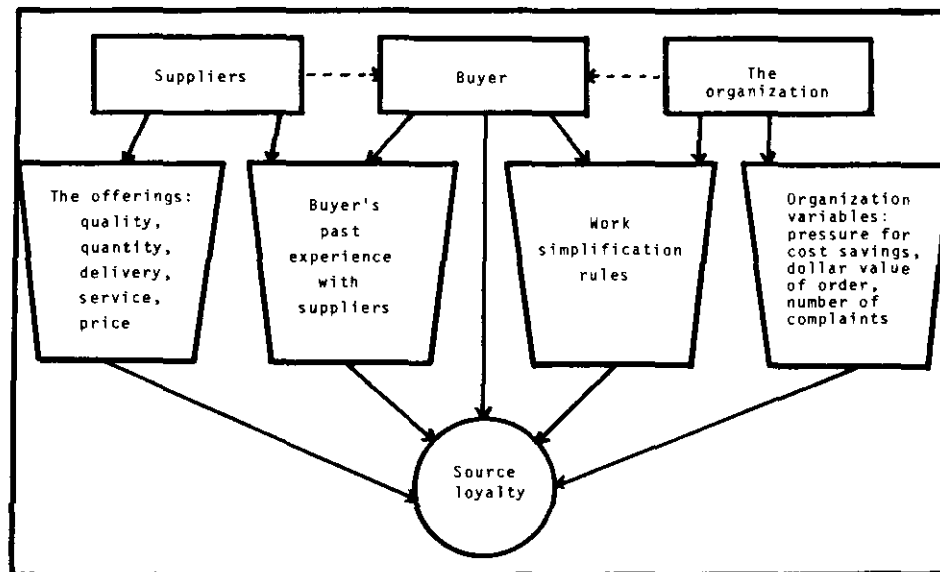 Suppliers
Buyer
The
organization
The offerings:
quality,
quantity,
delivery,
service,
price
Buyer's
past
experience
with
suppliers
Work
simplification
rules
Organization
variables:
pressure for
cost savings,
dollar value
of order,
number of
complaints
Source
loyalty